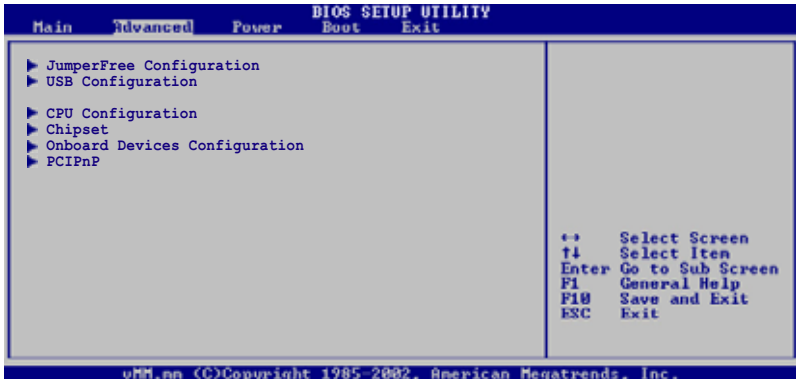 BIOS SETUP UTILITY
Main Advanced Power Boot Exit
JumperFree Configuration
USB Configuration
CPU Configuration
Chipset
Onboard Devices Configuration
PCIPnP
↔ Select Screen
↑↓ Select Item
Enter Go to Sub Screen
F1 General Help
F10 Save and Exit
ESC Exit
vMM.mm (C)Copyright 1985-2002, American Megatrends, Inc.